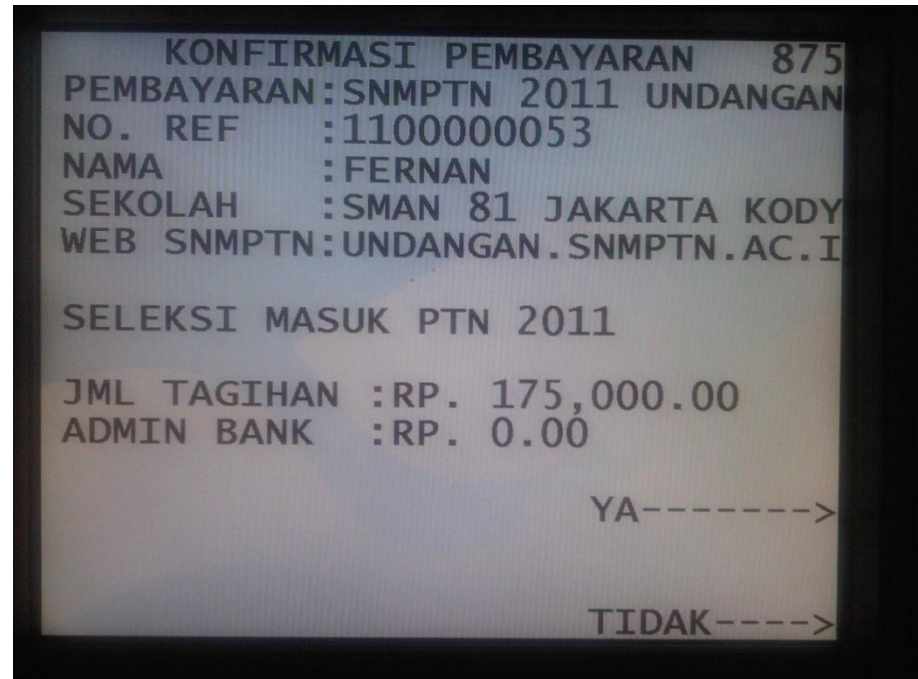 KONFIRMASI PEMBAYARAN 875
PEMBAYARAN:SNMPTN 2011 UNDANGAN
NO. REF :1100000053
NAMA :FERNAN
SEKOLAH :SMAN 81 JAKARTA KODY
WEB SNMPTN:UNDANGAN.SNMPTN.AC.I
SELEKSI MASUK PTN 2011
JML TAGIHAN :RP. 175,000.00
ADMIN BANK :RP. 0.00
YA------->
TIDAK---->